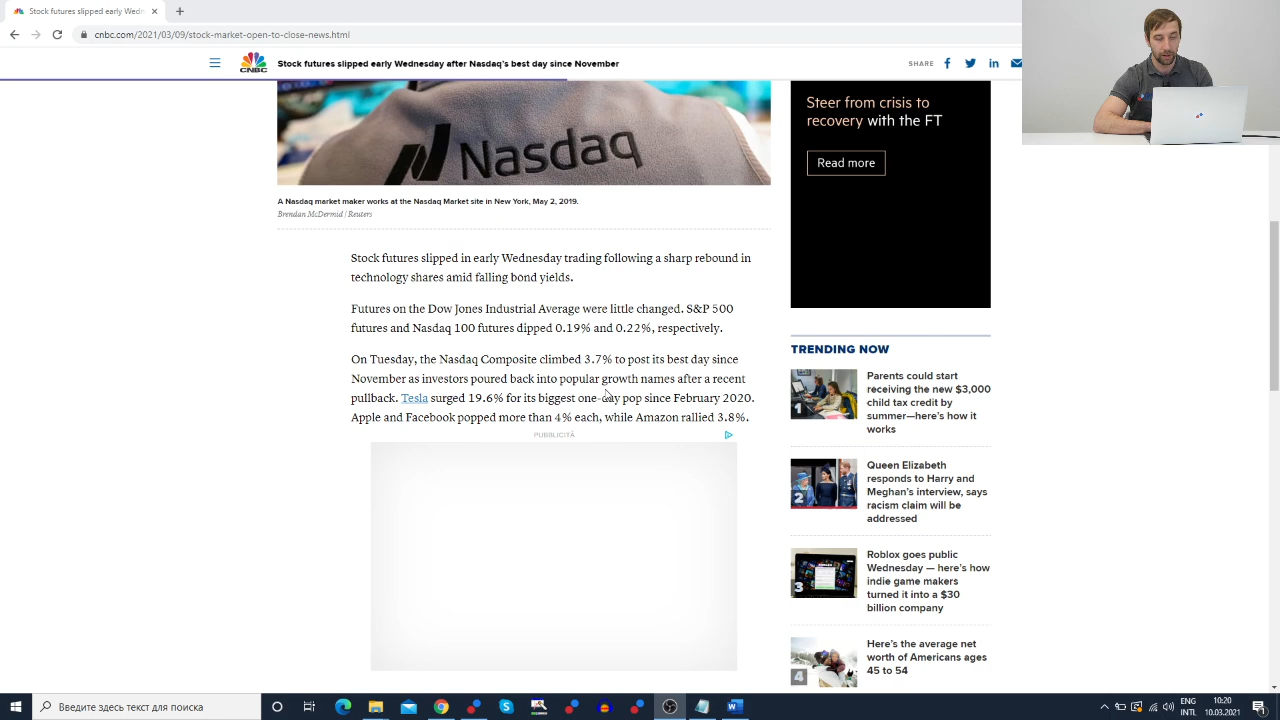 Stock futures slipped early Wed
cnbc.com/2021/03/09/stock-market-open-to-close-news.html
CNBC
Stock futures slipped early Wednesday after Nasdaq's best day since November
SHARE
Nasdaq
A Nasdaq market maker works at the Nasdaq Market site in New York, May 2, 2019.
Brendan McDermid | Reuters
Stock futures slipped in early Wednesday trading following a sharp rebound in
technology shares amid falling bond yields.
Futures on the Dow Jones Industrial Average were little changed. S&P 500
futures and Nasdaq 100 futures dipped 0.19% and 0.22%, respectively.
On Tuesday, the Nasdaq Composite climbed 3.7% to post its best day since
November as investors poured back into popular growth names after a recent
pullback. Tesla surged 19.6% for its biggest one-day pop since February 2020.
Apple and Facebook popped more than 4% each, while Amazon rallied 3.8%.
PUBBLICITÀ
Steer from crisis to
recovery with the FT
Read more
TRENDING NOW
1
Parents could start
receiving the new $3,000
child tax credit by
summer—here's how it
works
2
Queen Elizabeth
responds to Harry and
Meghan's interview, says
racism claim will be
addressed
3
Roblox goes public
Wednesday — here's how
indie game makers
turned it into a $30
billion company
4
Here's the average net
worth of Americans ages
45 to 54
Введите здесь текст для поиска
ENG
INTL
10:20
10.03.2021